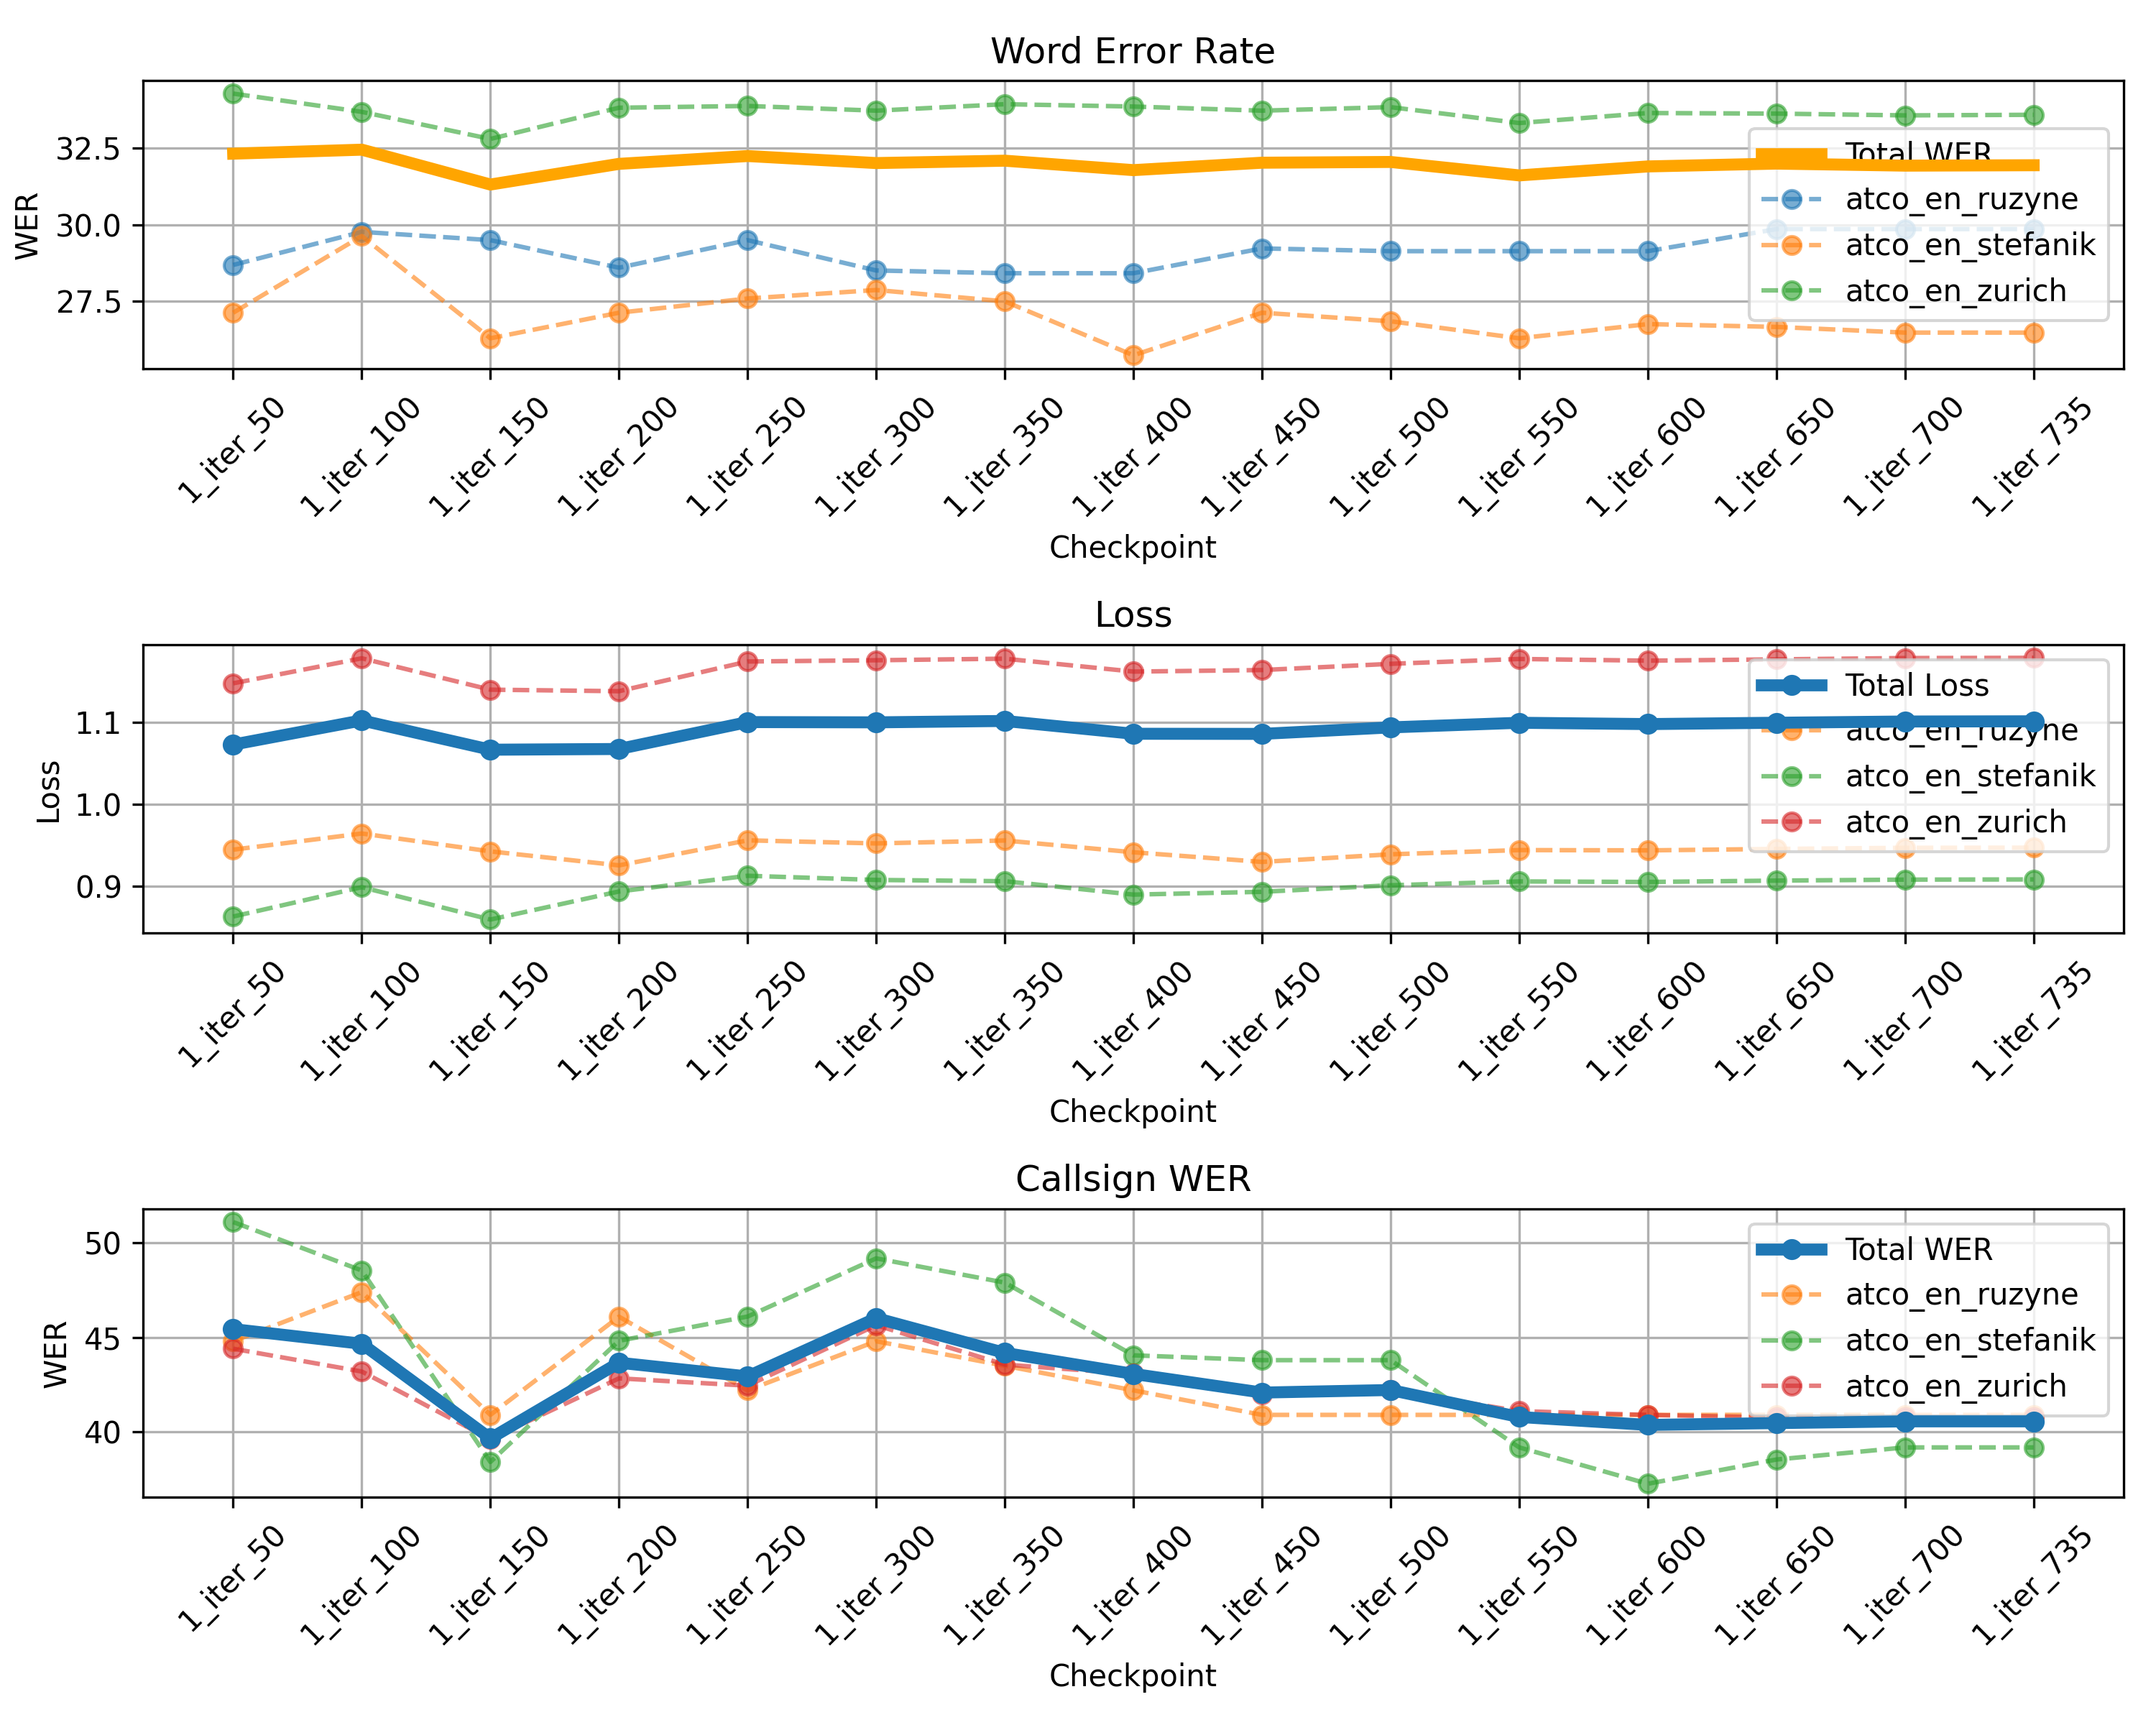 Word Error Rate
WER
32.5
30.0
27.5
Total WER
atco_en_ruzyne
atco_en_stefanik
atco_en_zurich
1_iter_50
1_iter_100
1_iter_150
1_iter_200
1_iter_250
1_iter_300
1_iter_350
1_iter_400
1_iter_450
1_iter_500
1_iter_550
1_iter_600
1_iter_650
1_iter_700
1_iter_735
Checkpoint
Loss
Loss
1.1
1.0
0.9
Total Loss
atco_en_ruzyne
atco_en_stefanik
atco_en_zurich
1_iter_50
1_iter_100
1_iter_150
1_iter_200
1_iter_250
1_iter_300
1_iter_350
1_iter_400
1_iter_450
1_iter_500
1_iter_550
1_iter_600
1_iter_650
1_iter_700
1_iter_735
Checkpoint
Callsign WER
WER
50
45
40
Total WER
atco_en_ruzyne
atco_en_stefanik
atco_en_zurich
1_iter_50
1_iter_100
1_iter_150
1_iter_200
1_iter_250
1_iter_300
1_iter_350
1_iter_400
1_iter_450
1_iter_500
1_iter_550
1_iter_600
1_iter_650
1_iter_700
1_iter_735
Checkpoint